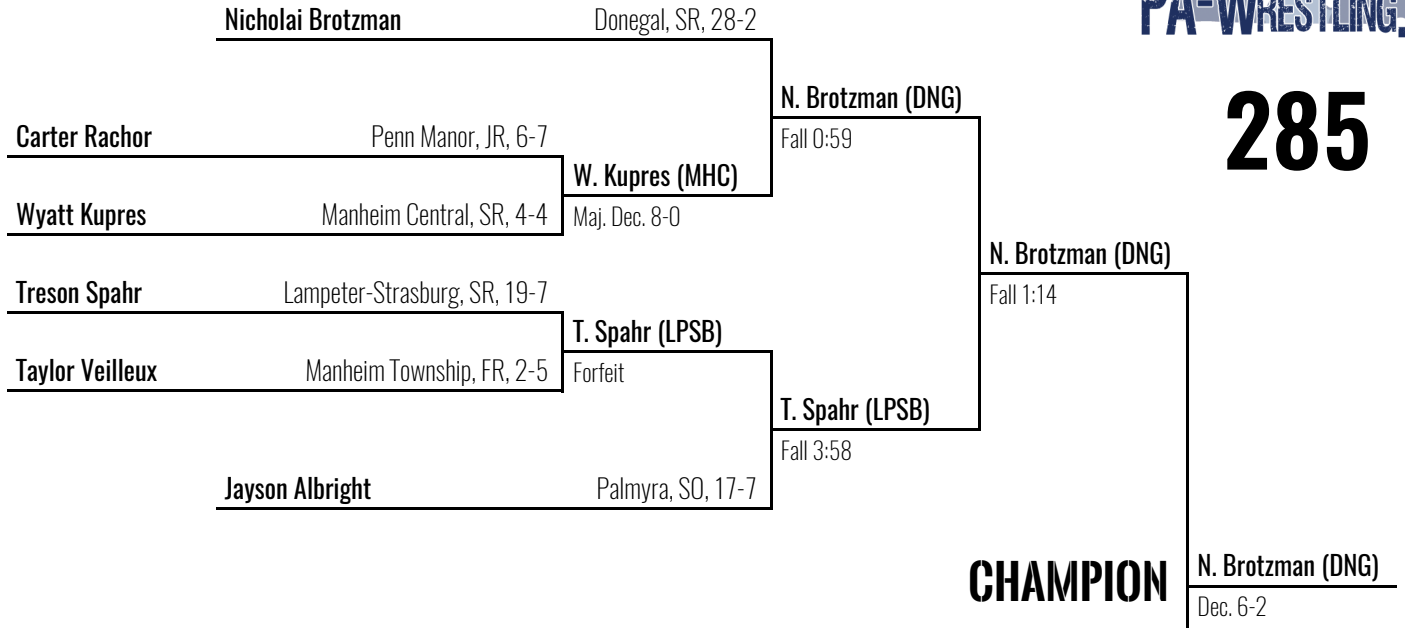 PA-WRESTLING.
285
Nicholai Brotzman Donegal, SR, 28-2
N. Brotzman (DNG)
Fall 0:59
Carter Rachor Penn Manor, JR, 6-7
W. Kupres (MHC)
Maj. Dec. 8-0
Wyatt Kupres Manheim Central, SR, 4-4
N. Brotzman (DNG)
Fall 1:14
Treson Spahr Lampeter-Strasburg, SR, 19-7
T. Spahr (LPSB)
Forfeit
Taylor Veilleux Manheim Township, FR, 2-5
T. Spahr (LPSB)
Fall 3:58
Jayson Albright Palmyra, SO, 17-7
CHAMPION
N. Brotzman (DNG)
Dec. 6-2